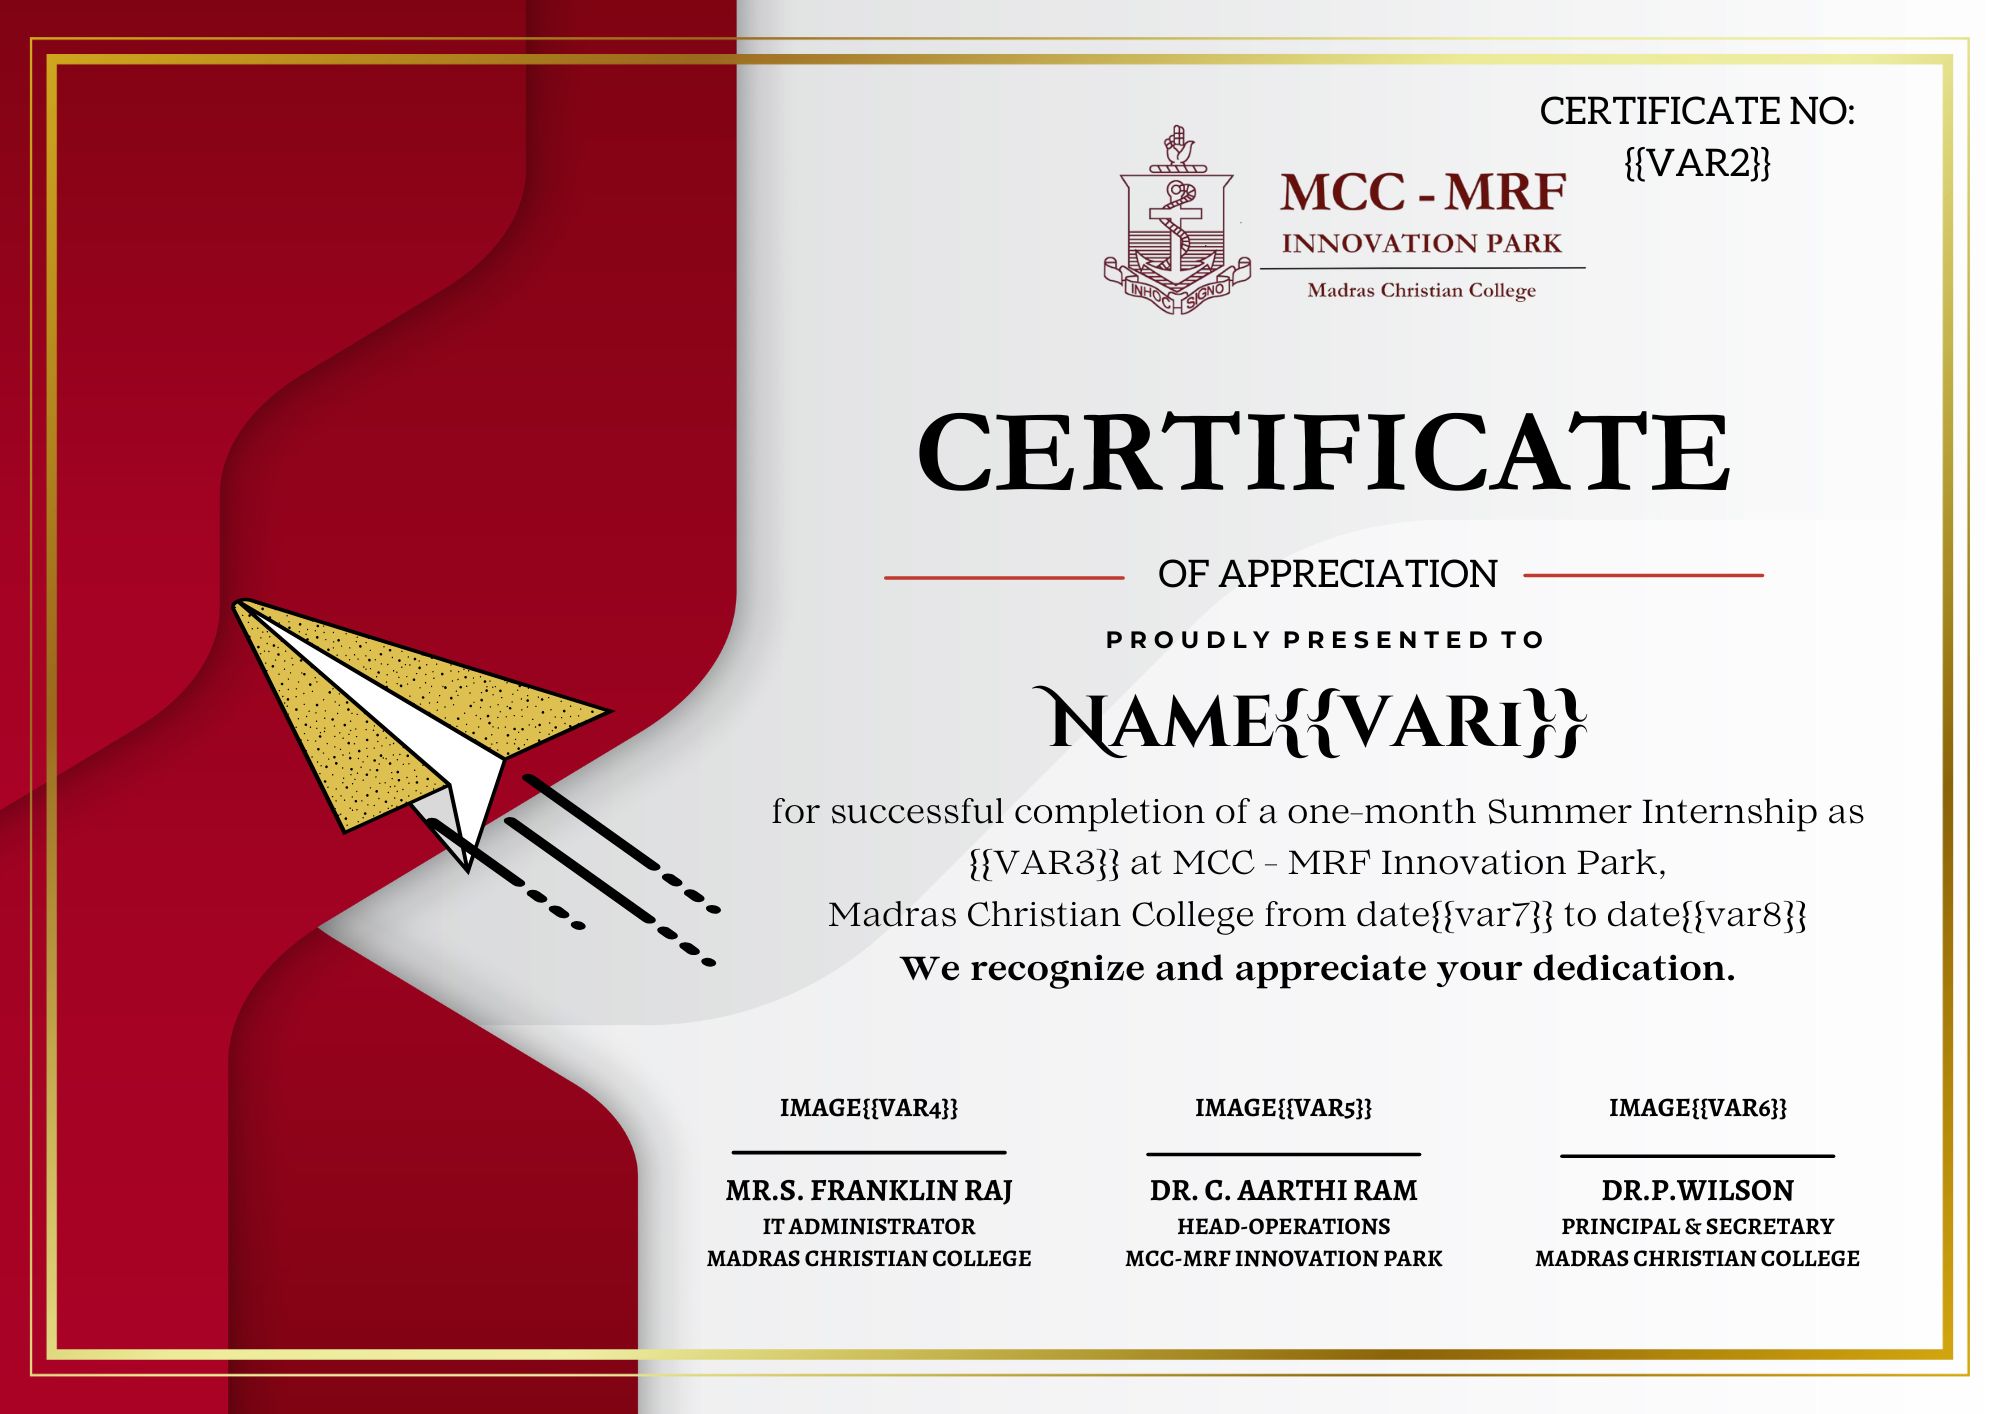 CERTIFICATE NO:
{{VAR2}}
MCC - MRF
INNOVATION PARK
Madras Christian College
INHOC SIGNO
CERTIFICATE
OF APPRECIATION
PROUDLY PRESENTED TO
NAME{{VAR1}}
for successful completion of a one-month Summer Internship as
{{VAR3}} at MCC - MRF Innovation Park,
Madras Christian College from date{{var7}} to date{{var8}}
We recognize and appreciate your dedication.
IMAGE{{VAR4}}
MR.S. FRANKLIN RAJ
IT ADMINISTRATOR
MADRAS CHRISTIAN COLLEGE
IMAGE{{VAR5}}
DR. C. AARTHI RAM
HEAD-OPERATIONS
MCC-MRF INNOVATION PARK
IMAGE{{VAR6}}
DR.P.WILSON
PRINCIPAL & SECRETARY
MADRAS CHRISTIAN COLLEGE